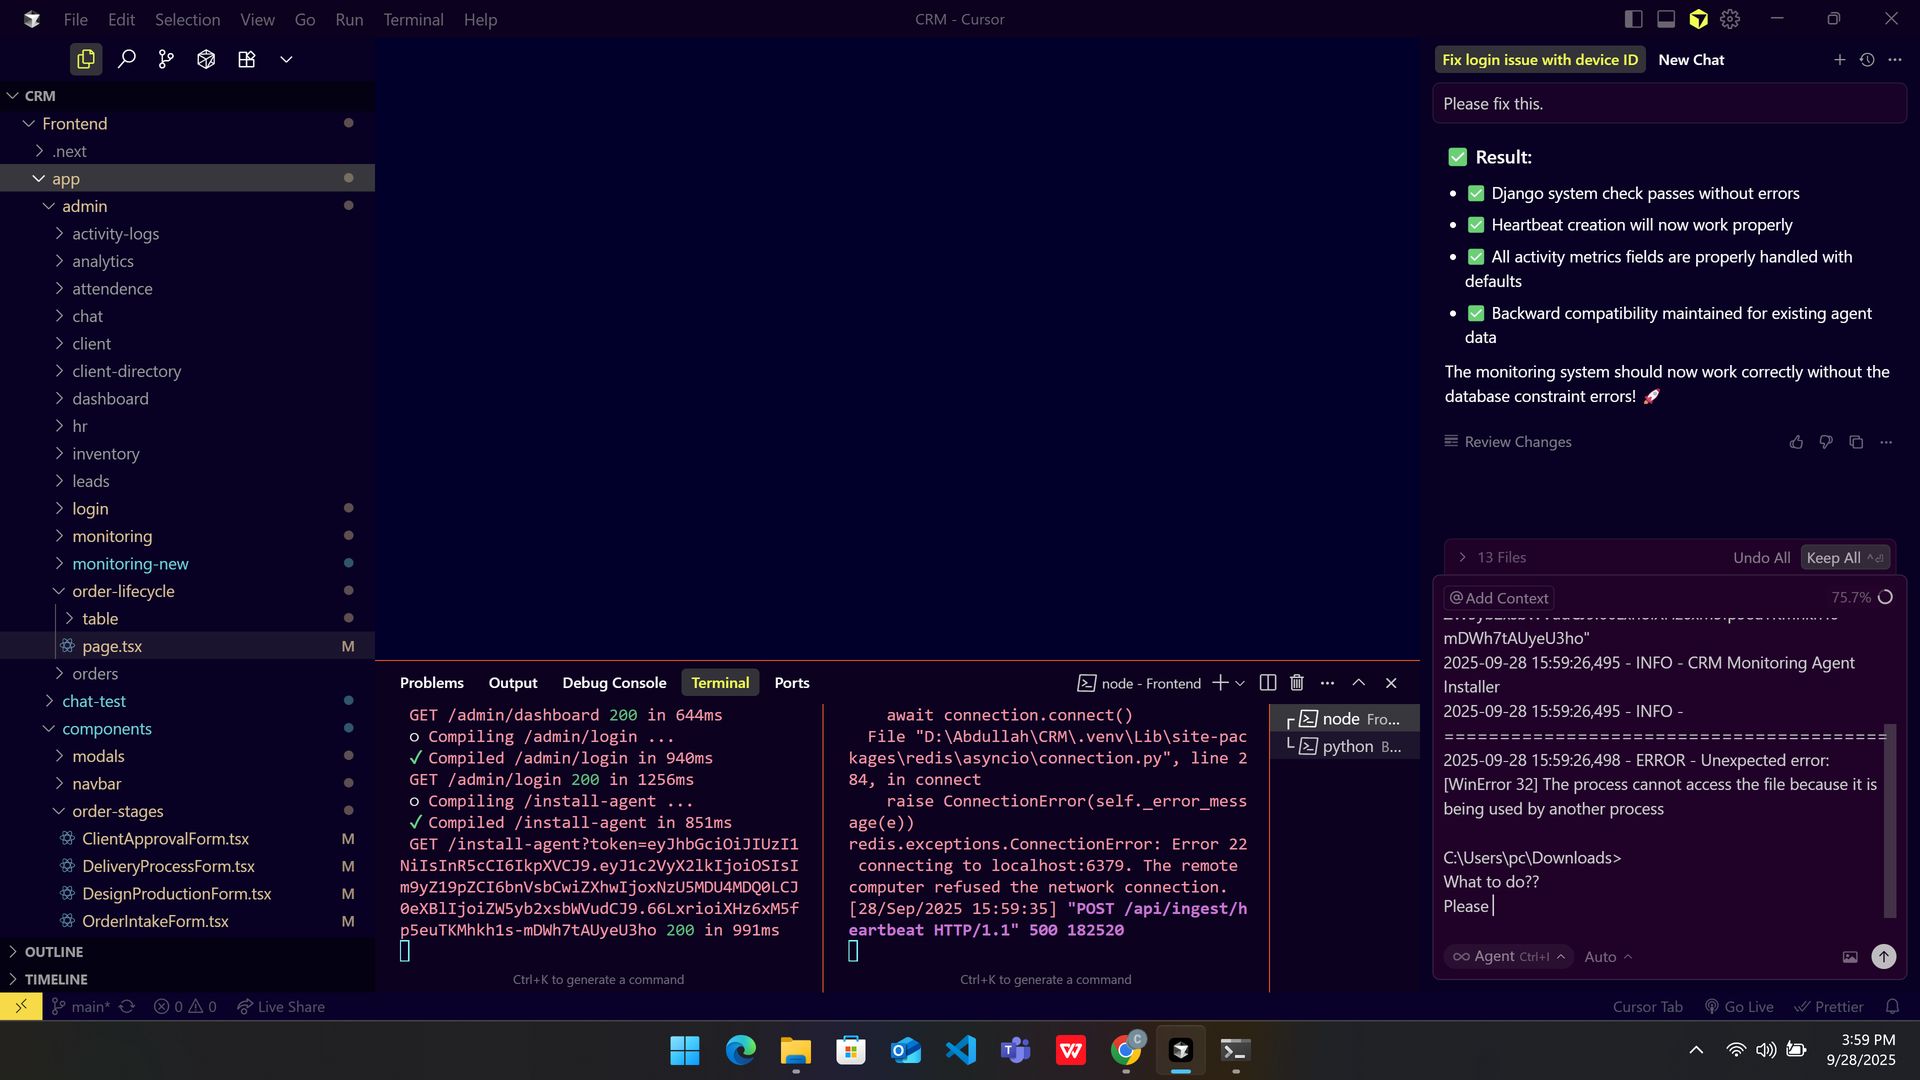 File Edit Selection View Go Run Terminal Help
CRM - Cursor
CRM
Frontend
.next
app
admin
activity-logs
analytics
attendence
chat
client
client-directory
dashboard
hr
inventory
leads
login
monitoring
monitoring-new
order-lifecycle
table
page.tsx M
orders
chat-test
components
modals
navbar
order-stages
ClientApprovalForm.tsx M
DeliveryProcessForm.tsx M
DesignProductionForm.tsx M
OrderIntakeForm.tsx M
OUTLINE
TIMELINE
Problems Output Debug Console Terminal Ports
node - Frontend
GET /admin/dashboard 200 in 644ms
○ Compiling /admin/login ...
✓ Compiled /admin/login in 940ms
GET /admin/login 200 in 1256ms
○ Compiling /install-agent ...
✓ Compiled /install-agent in 851ms
GET /install-agent?token=eyJhbGciOiJIUzI1
NiIsInR5cCI6IkpXVCJ9.eyJ1c2VyX2lkIjoiOSIsI
m9yZ19pZCI6bnVsbCwiZXhwIjoxNzU5MDU4MDQ0LCJ
0eXBlIjoiZW5yb2xsbWVudCJ9.66LxrioiXHz6xM5f
p5euTKMhkh1s-mDWh7tAUyeU3ho 200 in 991ms
Ctrl+K to generate a command
await connection.connect()
File "D:\Abdullah\CRM\.venv\Lib\site-pac
kages\redis\asyncio\connection.py", line 2
84, in connect
raise ConnectionError(self._error_mess
age(e))
redis.exceptions.ConnectionError: Error 22
connecting to localhost:6379. The remote
computer refused the network connection.
[28/Sep/2025 15:59:35] "POST /api/ingest/h
eartbeat HTTP/1.1" 500 182520
Ctrl+K to generate a command
node Fro...
python B...
Fix login issue with device ID New Chat
Please fix this.
✅ Result:
✅ Django system check passes without errors
✅ Heartbeat creation will now work properly
✅ All activity metrics fields are properly handled with
defaults
✅ Backward compatibility maintained for existing agent
data
The monitoring system should now work correctly without the
database constraint errors! 🚀
Review Changes
13 Files Undo All Keep All
@ Add Context 75.7%
mDWh7tAUyeU3ho"
2025-09-28 15:59:26,495 - INFO - CRM Monitoring Agent
Installer
2025-09-28 15:59:26,495 - INFO -
========================================
2025-09-28 15:59:26,498 - ERROR - Unexpected error:
[WinError 32] The process cannot access the file because it is
being used by another process
C:\Users\pc\Downloads>
What to do??
Please
Agent Ctrl+I Auto
main* 0 0 Live Share
Cursor Tab Go Live Prettier
3:59 PM
9/28/2025